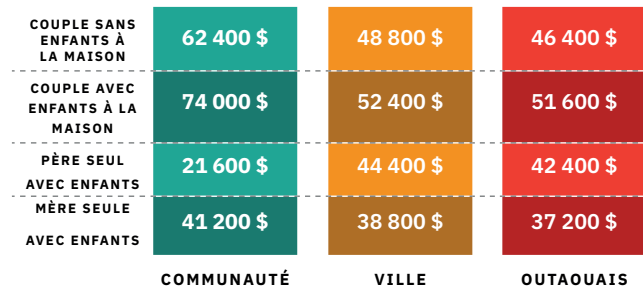 COUPLE SANS
ENFANTS À
LA MAISON
62 400 $
48 800 $
46 400 $
COUPLE AVEC
ENFANTS À LA
MAISON
74 000 $
52 400 $
51 600 $
PÈRE SEUL
AVEC ENFANTS
21 600 $
44 400 $
42 400 $
MÈRE SEULE
AVEC ENFANTS
41 200 $
38 800 $
37 200 $
COMMUNAUTÉ
VILLE
OUTAOUAIS